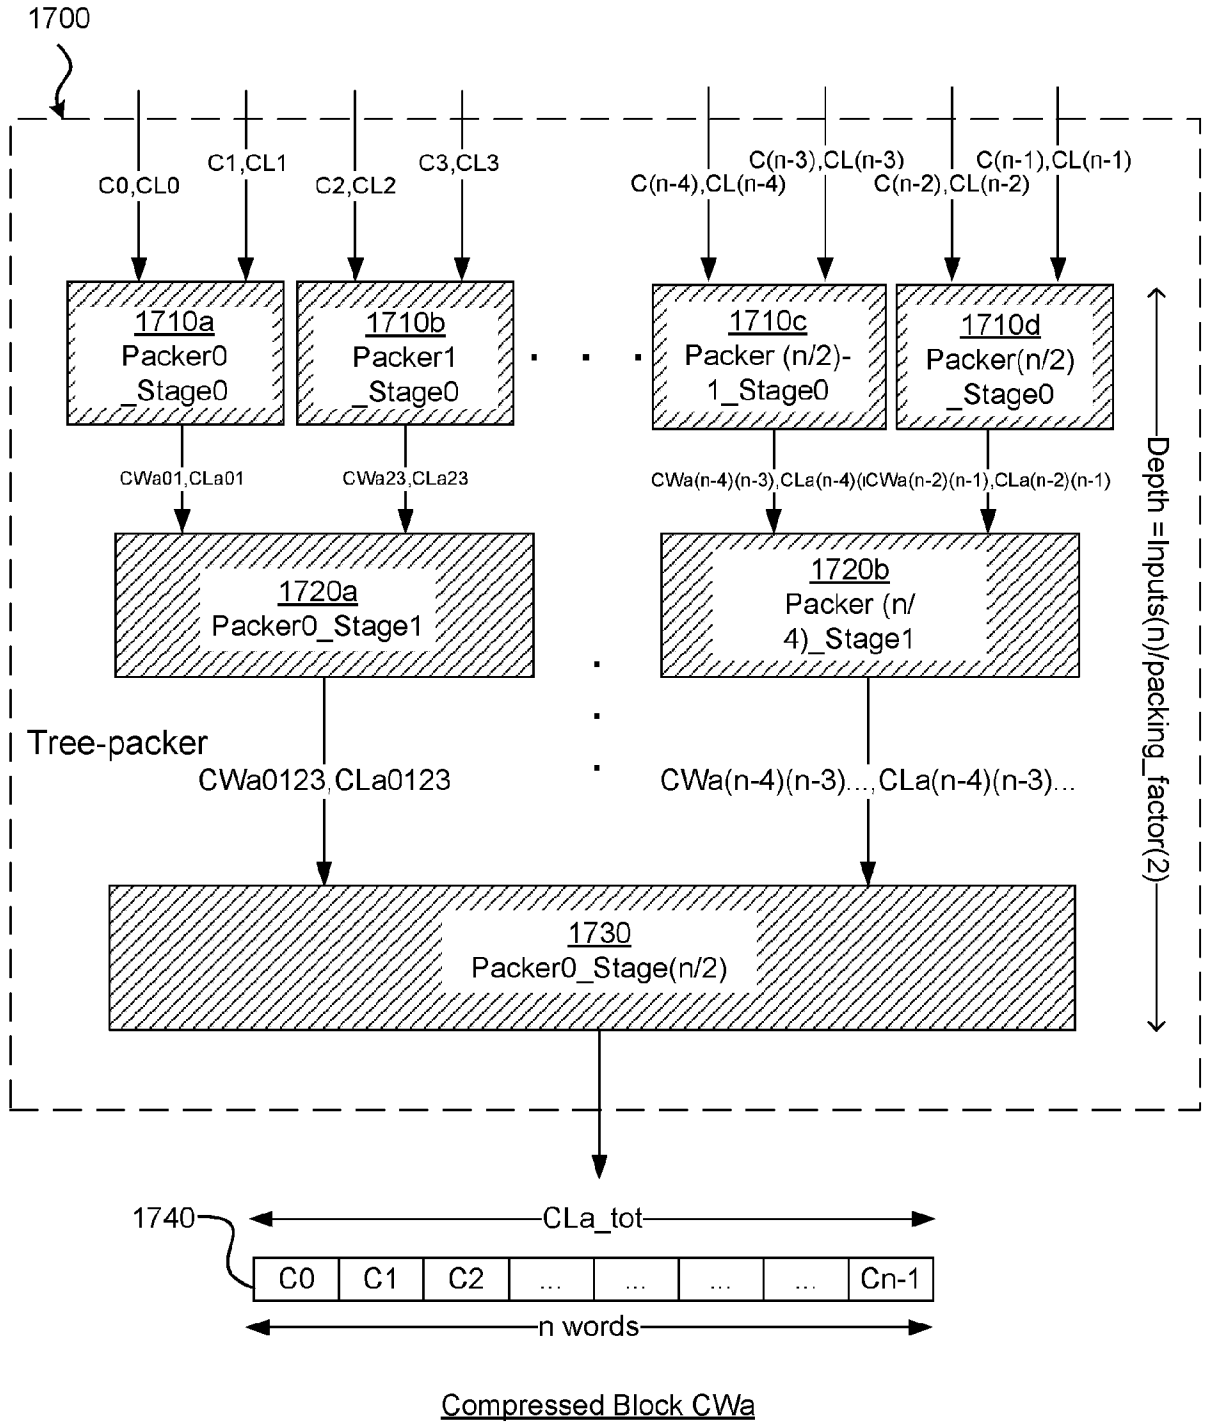 1700
C0,CL0
C1,CL1
C2,CL2
C3,CL3
C(n-4),CL(n-4)
C(n-3),CL(n-3)
C(n-2),CL(n-2)
C(n-1),CL(n-1)
1710a
Packer0
_Stage0
1710b
Packer1
_Stage0
. . .
1710c
Packer (n/2)-
1_Stage0
1710d
Packer(n/2)
_Stage0
CWa01,CLa01
CWa23,CLa23
CWa(n-4)(n-3),CLa(n-4)(
CWa(n-2)(n-1),CLa(n-2)(n-1)
1720a
Packer0_Stage1
1720b
Packer (n/
4)_Stage1
Depth =Inputs(n)/packing_factor(2)
Tree-packer
CWa0123,CLa0123
CWa(n-4)(n-3)...,CLa(n-4)(n-3)...
1730
Packer0_Stage(n/2)
1740
CLa_tot
C0 C1 C2 ... ... ... ... Cn-1
n words
Compressed Block CWa